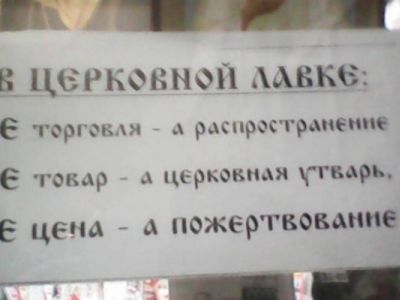 В ЦЕРКОВНОЙ ЛАВКЕ:
Е ТОРГОВЛЯ - А РАСПРОСТРАНЕНИЕ
Е ТОВАР - А ЦЕРКОВНАЯ УТВАРЬ,
Е ЦЕНА - А ПОЖЕРТВОВАНИЕ